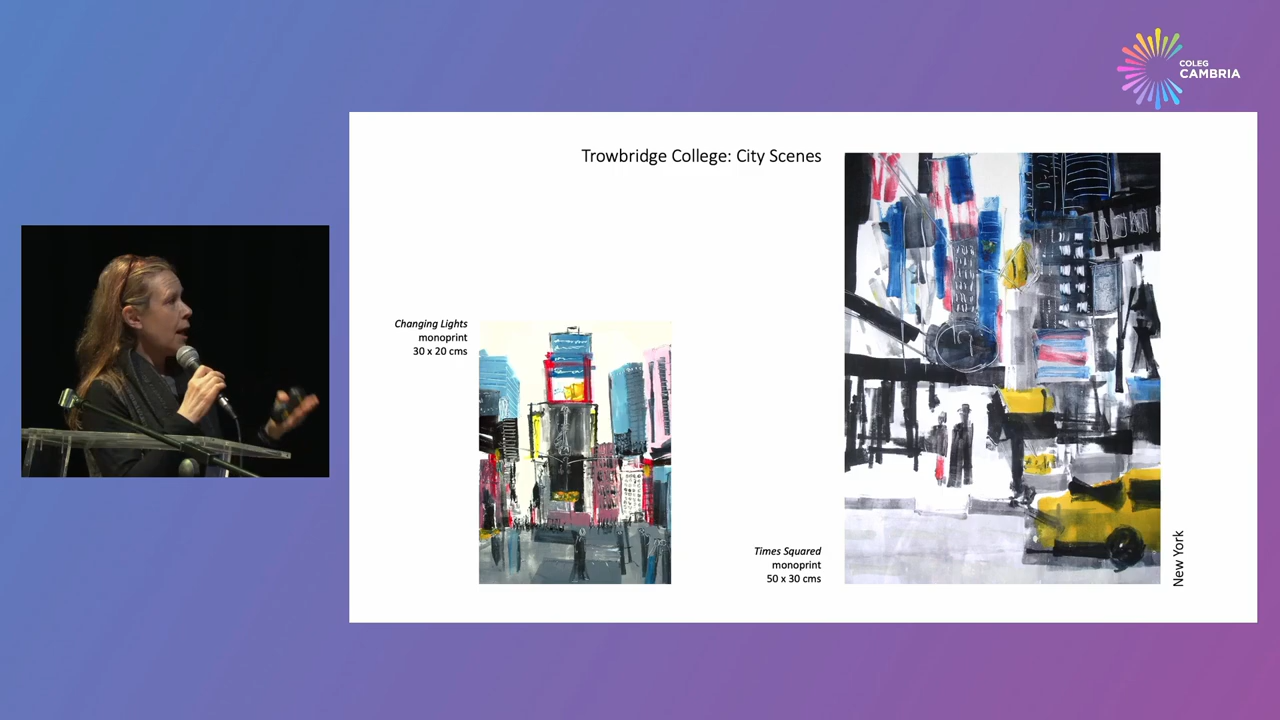 COLEG
CAMBRIA
Trowbridge College: City Scenes
Changing Lights
monoprint
30 x 20 cms
Times Squared
monoprint
50 x 30 cms
New York